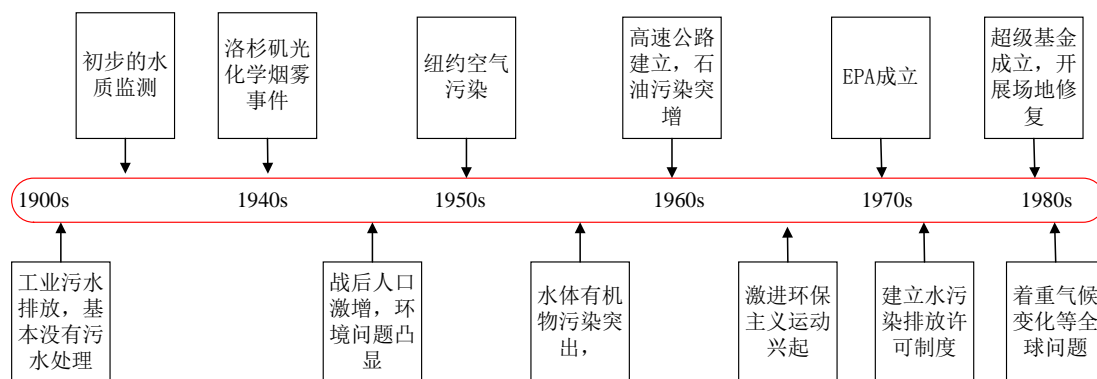 初步的水
质监测
洛杉矶光
化学烟雾
事件
纽约空气
污染
高速公路
建立，石
油污染突
增
EPA成立
超级基金
成立，开
展场地修
复
1900s
1940s
1950s
1960s
1970s
1980s
工业污水
排放，基
本没有污
水处理
战后人口
激增，环
境问题凸
显
水体有机
物污染突
出，
激进环保
主义运动
兴起
建立水污
染排放许
可制度
着重气候
变化等全
球问题